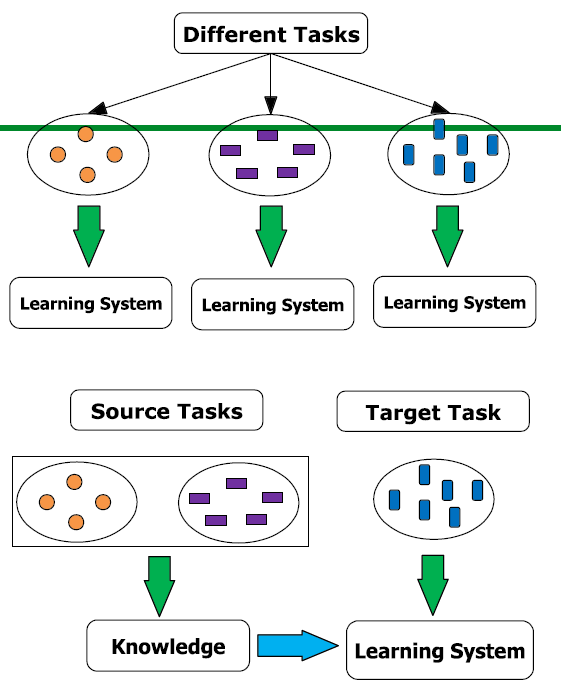 Different Tasks
Learning System
Learning System
Learning System
Source Tasks
Target Task
Knowledge
Learning System